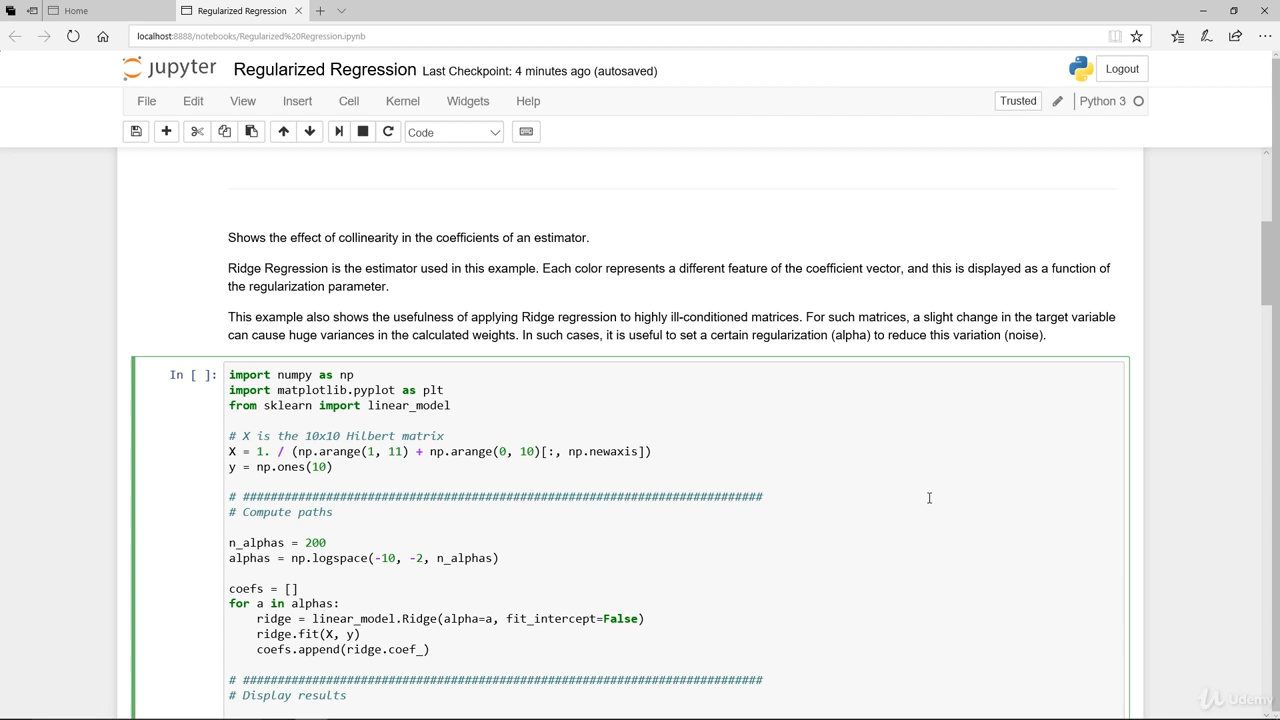 Home
Regularized Regression
localhost:8888/notebooks/Regularized%20Regression.ipynb
jupyter Regularized Regression Last Checkpoint: 4 minutes ago (autosaved)
Logout
File Edit View Insert Cell Kernel Widgets Help
Trusted
Python 3
Code
Shows the effect of collinearity in the coefficients of an estimator.
Ridge Regression is the estimator used in this example. Each color represents a different feature of the coefficient vector, and this is displayed as a function of
the regularization parameter.
This example also shows the usefulness of applying Ridge regression to highly ill-conditioned matrices. For such matrices, a slight change in the target variable
can cause huge variances in the calculated weights. In such cases, it is useful to set a certain regularization (alpha) to reduce this variation (noise).
In [ ]:
import numpy as np
import matplotlib.pyplot as plt
from sklearn import linear_model
# X is the 10x10 Hilbert matrix
X = 1. / (np.arange(1, 11) + np.arange(0, 10)[:, np.newaxis])
y = np.ones(10)
# ###########################################################################
# Compute paths
n_alphas = 200
alphas = np.logspace(-10, -2, n_alphas)
coefs = []
for a in alphas:
    ridge = linear_model.Ridge(alpha=a, fit_intercept=False)
    ridge.fit(X, y)
    coefs.append(ridge.coef_)
# ###########################################################################
# Display results
Udemy